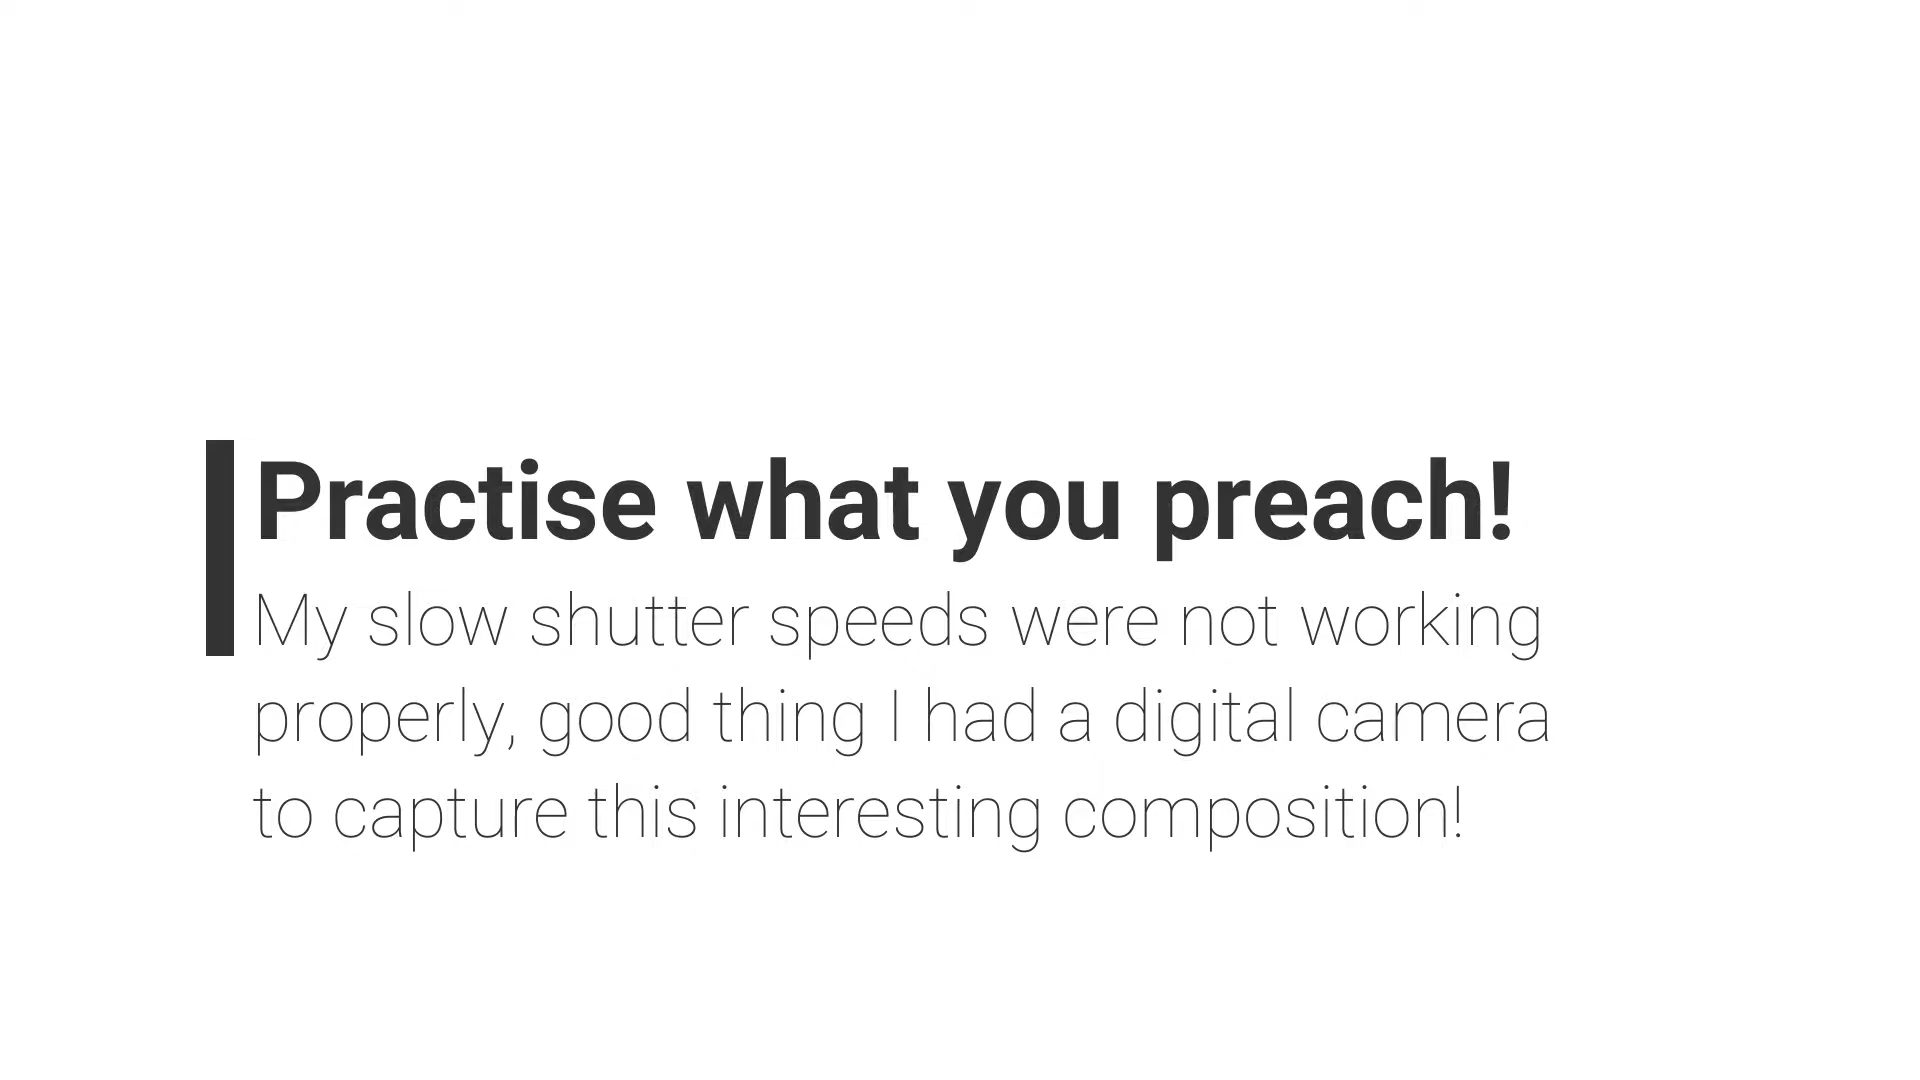 Practise what you preach!
My slow shutter speeds were not working
properly, good thing I had a digital camera
to capture this interesting composition!